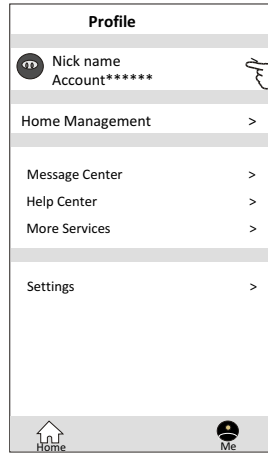 Profile
Nick name
Account******
Home Management >
Message Center >
Help Center >
More Services >
Settings >
Home Me